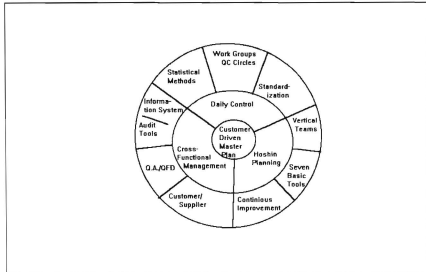 Work Groups
QC Circles
Statistical
Methods
Standard-
ization
Informa-
tion System
Daily Control
Audit
Tools
Vertical
Teams
Customer
Driven
Master
Plan
Cross-
Functional
Management
Hoshin
Planning
Q.A./QFD
Seven
Basic
Tools
Customer/
Supplier
Continious
Improvement